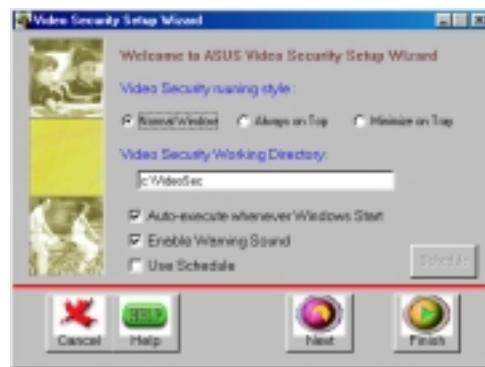 Video Security Setup Wizard
Welcome to ASUS Video Security Setup Wizard
Video Security running style :
Normal Window Always on Top Minimize on Tray
Video Security Working Directory:
c:\VideoSec
Auto-execute whenever Windows Start
Enable Warning Sound
Use Schedule
Schedule
HELP
Cancel Help Next Finish